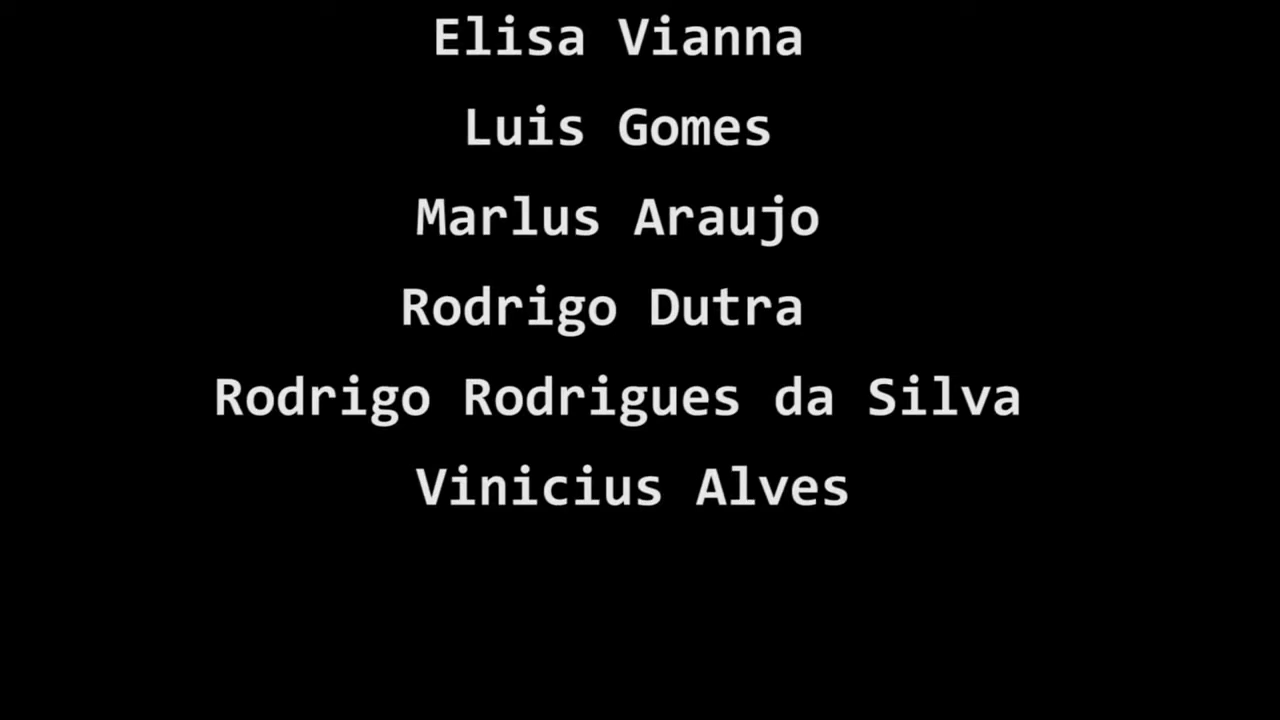 Elisa Vianna
Luis Gomes
Marlus Araujo
Rodrigo Dutra
Rodrigo Rodrigues da Silva
Vinicius Alves